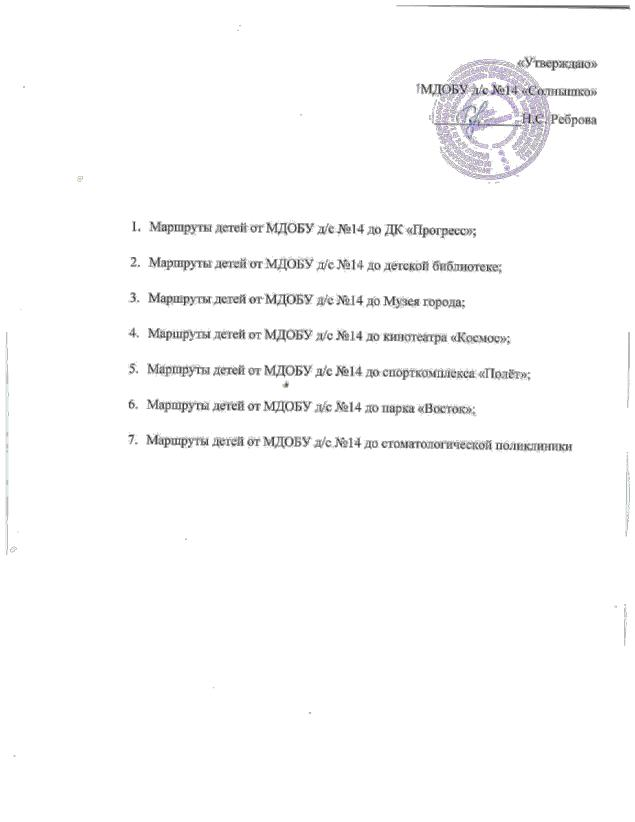 «Утверждаю»
МДОБУ д/с №14 «Солнышко»
Н.С. Реброва
1. Маршруты детей от МДОБУ д/с №14 до ДК «Прогресс»;
2. Маршруты детей от МДОБУ д/с №14 до детской библиотеке;
3. Маршруты детей от МДОБУ д/с №14 до Музея города;
4. Маршруты детей от МДОБУ д/с №14 до кинотеатра «Космос»;
5. Маршруты детей от МДОБУ д/с №14 до спорткомплекса «Полёт»;
6. Маршруты детей от МДОБУ д/с №14 до парка «Восток»;
7. Маршруты детей от МДОБУ д/с №14 до стоматологической поликлиники